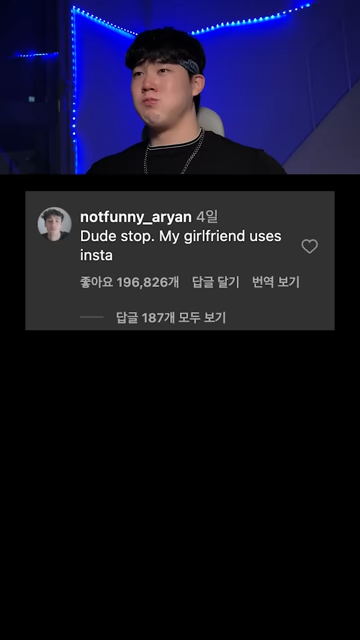 notfunny_aryan 4일
Dude stop. My girlfriend uses
insta
좋아요 196,826개 답글 달기 번역 보기
답글 187개 모두 보기